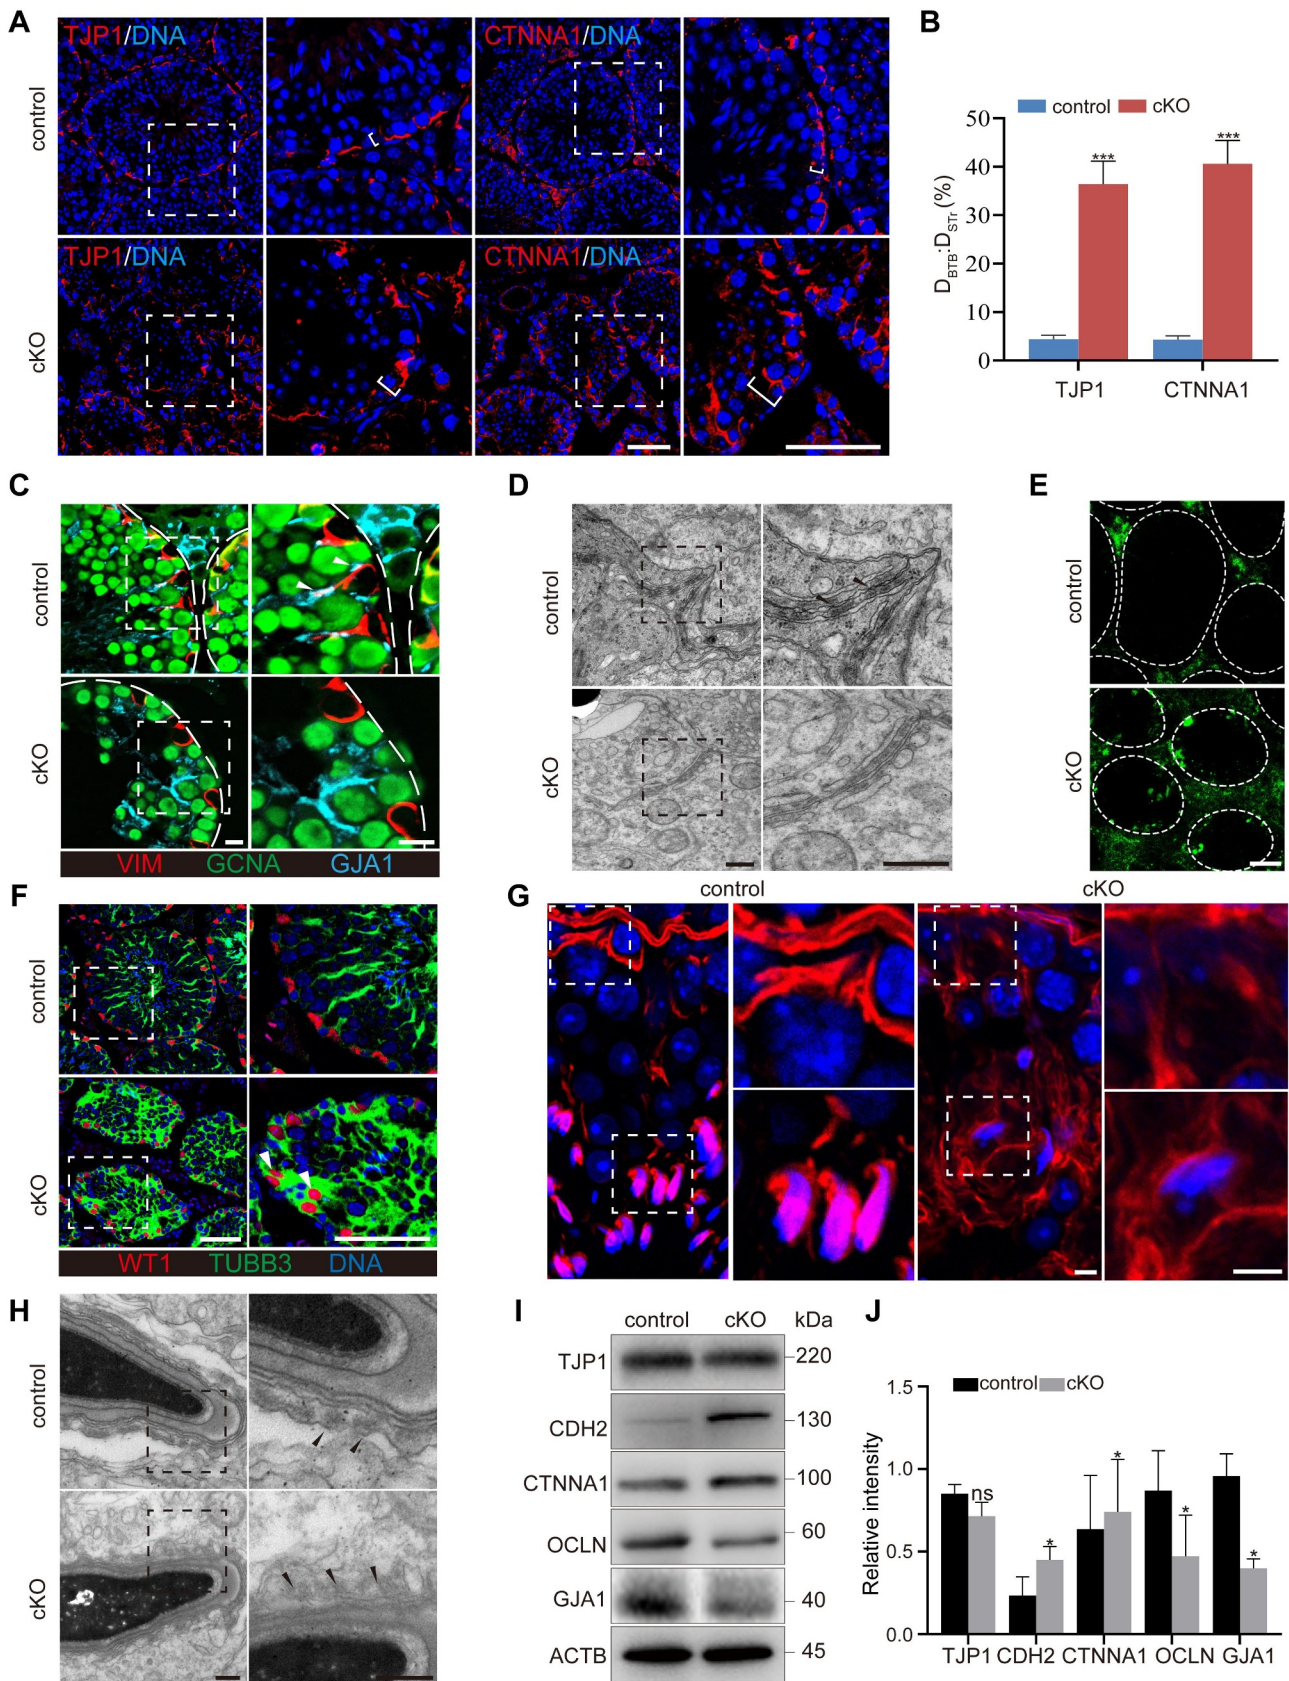 A
TJP1/DNA
CTNNA1/DNA
control
TJP1/DNA
CTNNA1/DNA
cKO
B
control
cKO
50
40
30
20
10
0
D_BTB:D_STr (%)
***
***
TJP1
CTNNA1
C
control
cKO
VIM GCNA GJA1
D
control
cKO
E
control
cKO
F
control
cKO
WT1 TUBB3 DNA
G
control
cKO
H
control
cKO
I
control cKO kDa
TJP1 220
CDH2 130
CTNNA1 100
OCLN 60
GJA1 40
ACTB 45
J
control cKO
1.5
1.0
0.5
0.0
Relative intensity
ns
*
*
*
*
TJP1 CDH2 CTNNA1 OCLN GJA1